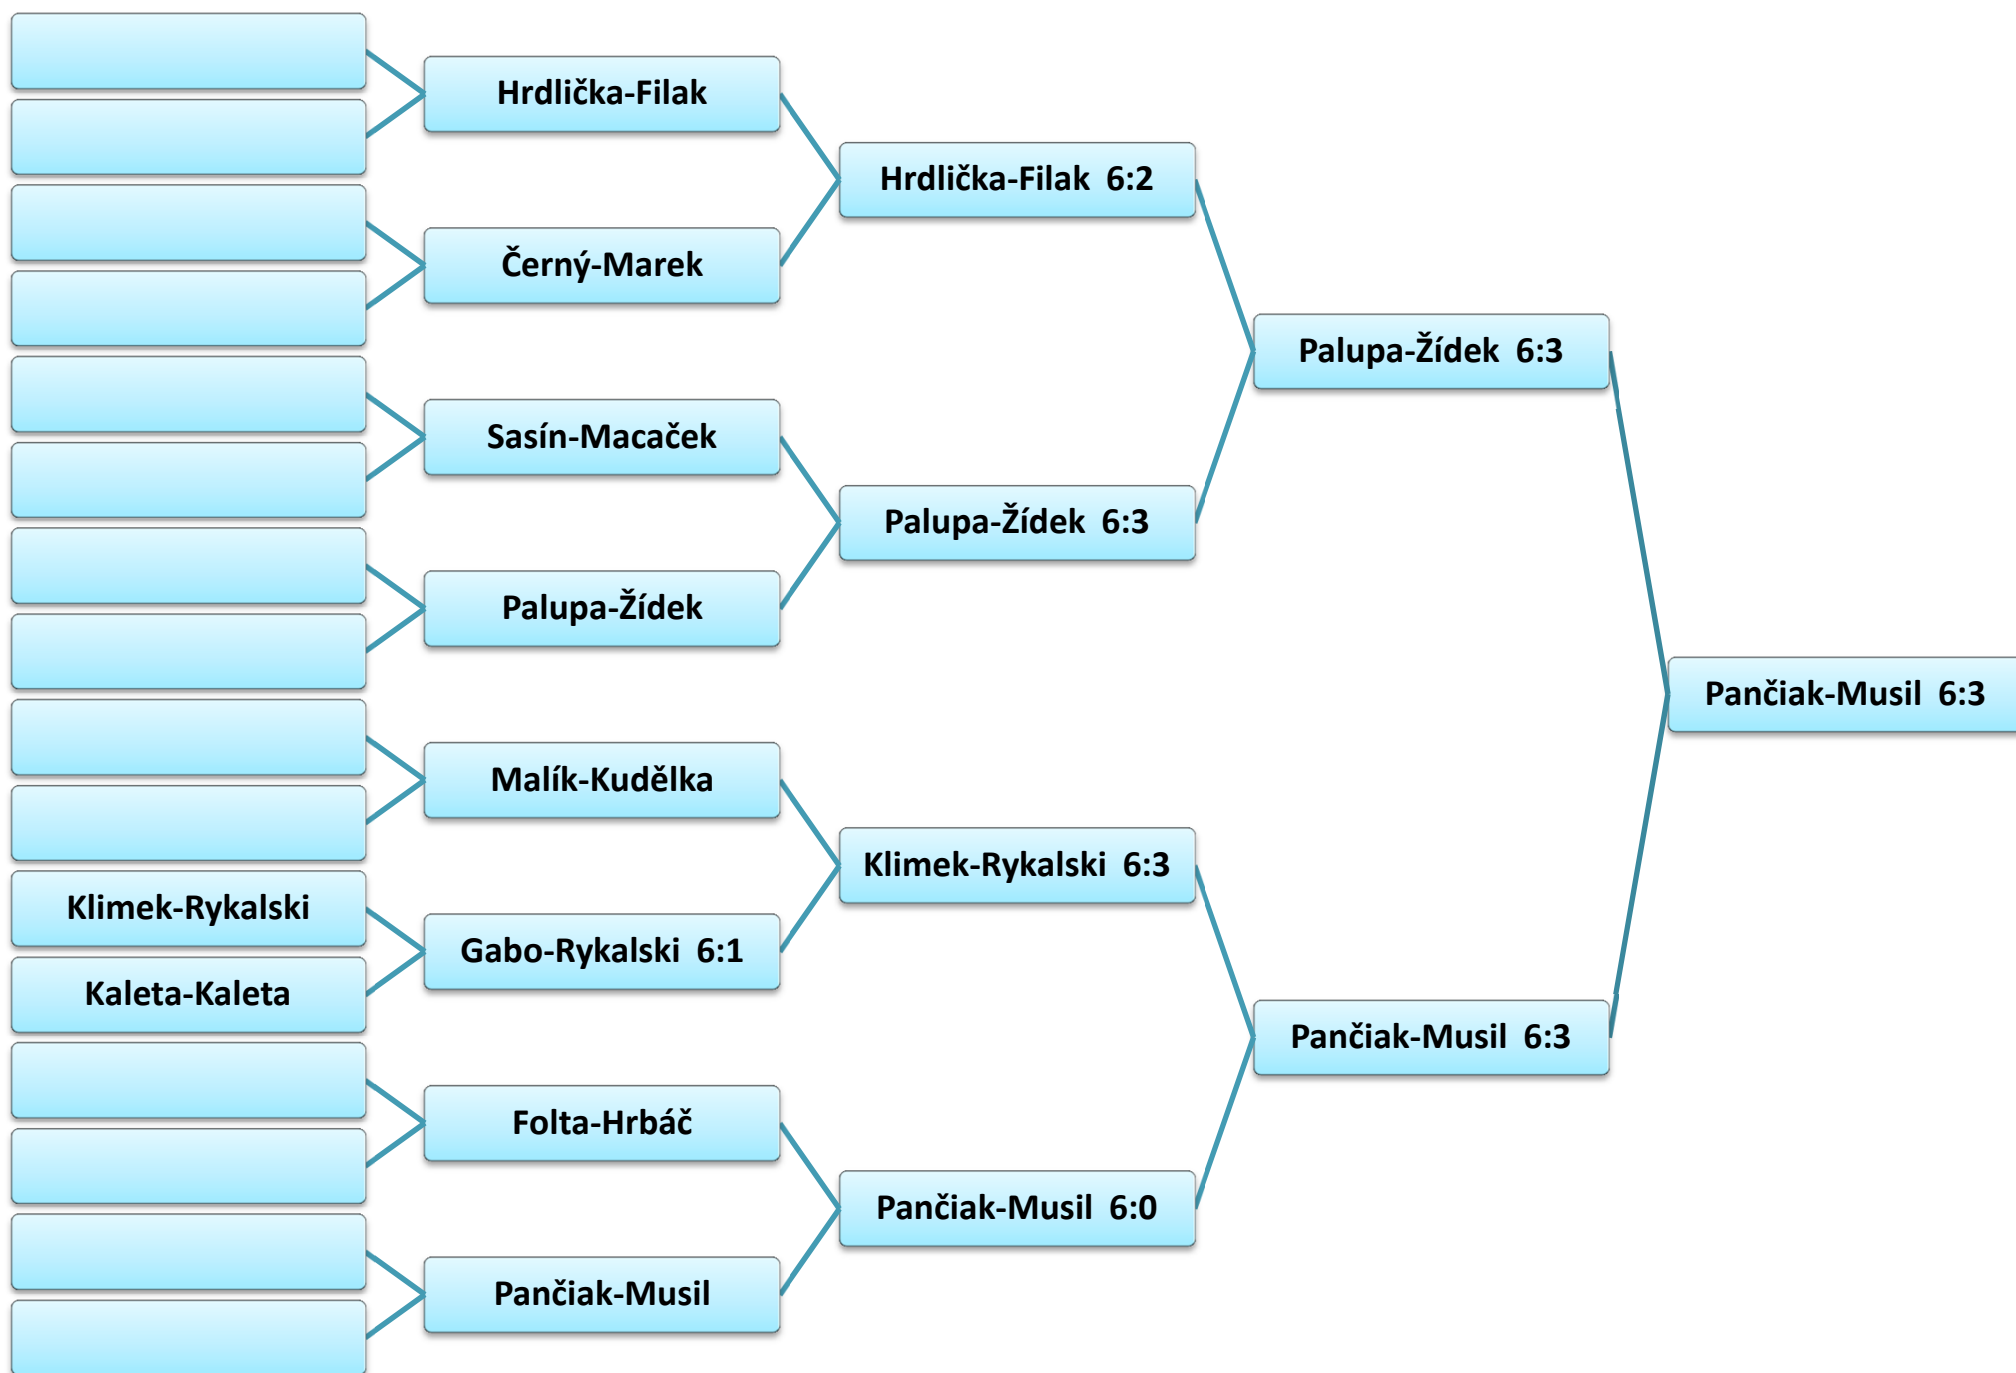 Hrdlička-Filak
Hrdlička-Filak 6:2
Černý-Marek
Palupa-Žídek 6:3
Sasín-Macaček
Palupa-Žídek 6:3
Palupa-Žídek
Pančiak-Musil 6:3
Malík-Kudělka
Klimek-Rykalski 6:3
Klimek-Rykalski
Gabo-Rykalski 6:1
Kaleta-Kaleta
Pančiak-Musil 6:3
Folta-Hrbáč
Pančiak-Musil 6:0
Pančiak-Musil